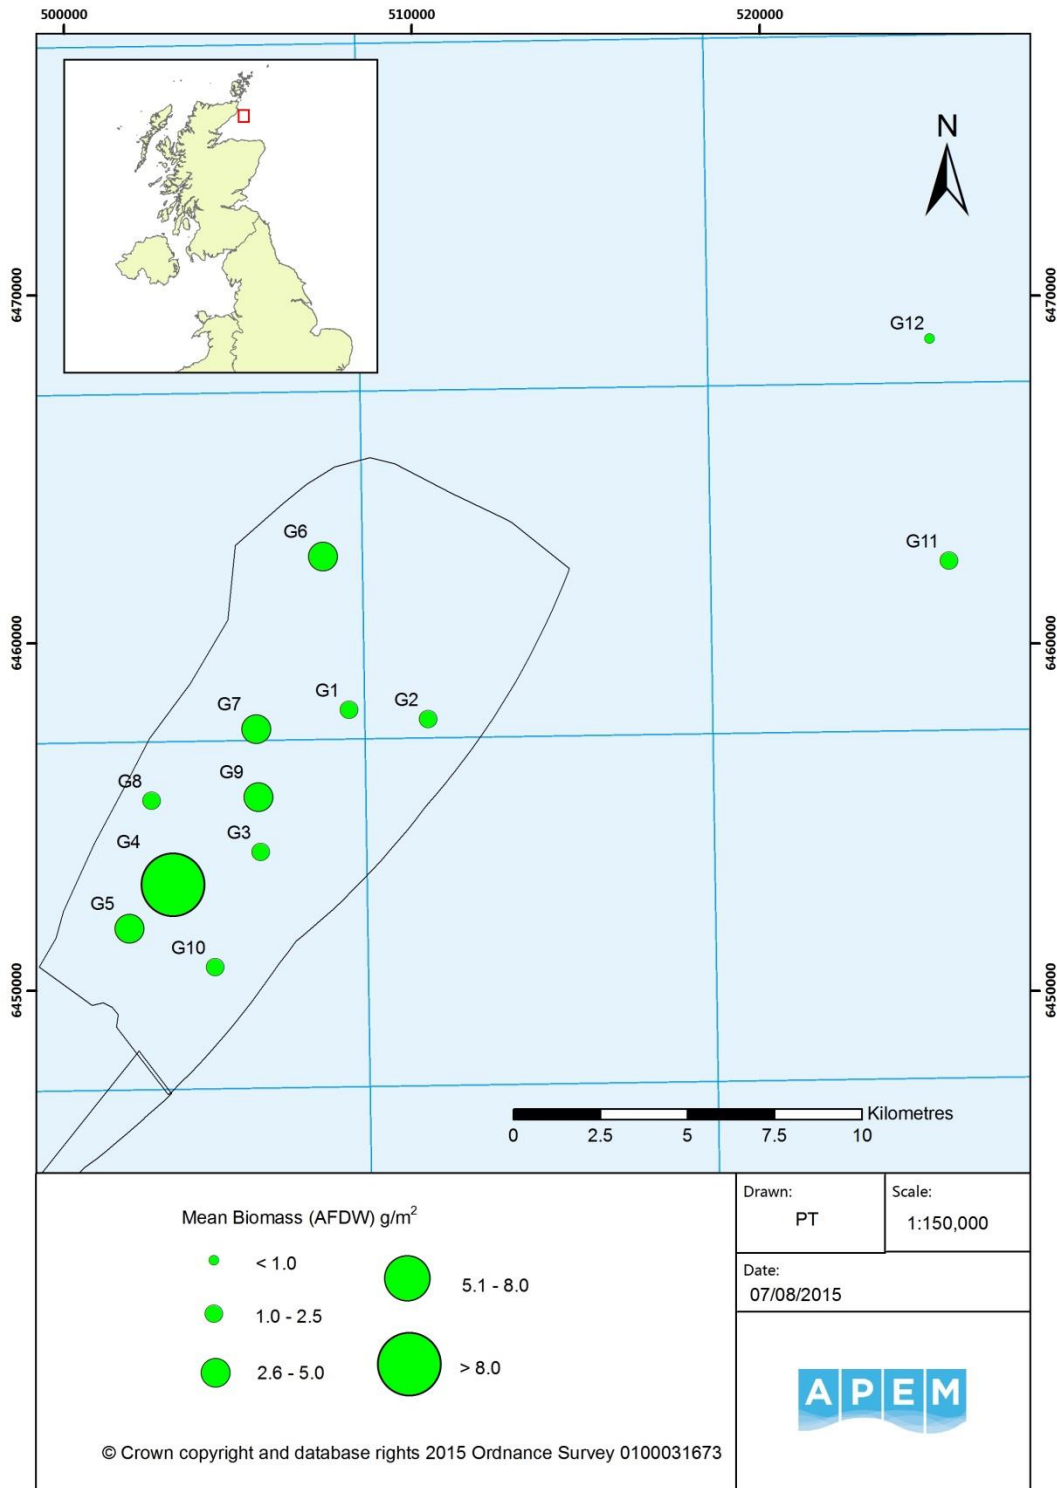 500000
510000
520000
N
6470000
6470000
G12
G6
G11
6460000
6460000
G1
G2
G7
G8
G9
G4
G3
G5
G10
6450000
6450000
Kilometres
0 2.5 5 7.5 10
Mean Biomass (AFDW) g/m²
< 1.0
5.1 - 8.0
1.0 - 2.5
2.6 - 5.0
> 8.0
© Crown copyright and database rights 2015 Ordnance Survey 0100031673
Drawn:
PT
Scale:
1:150,000
Date:
07/08/2015
APEM